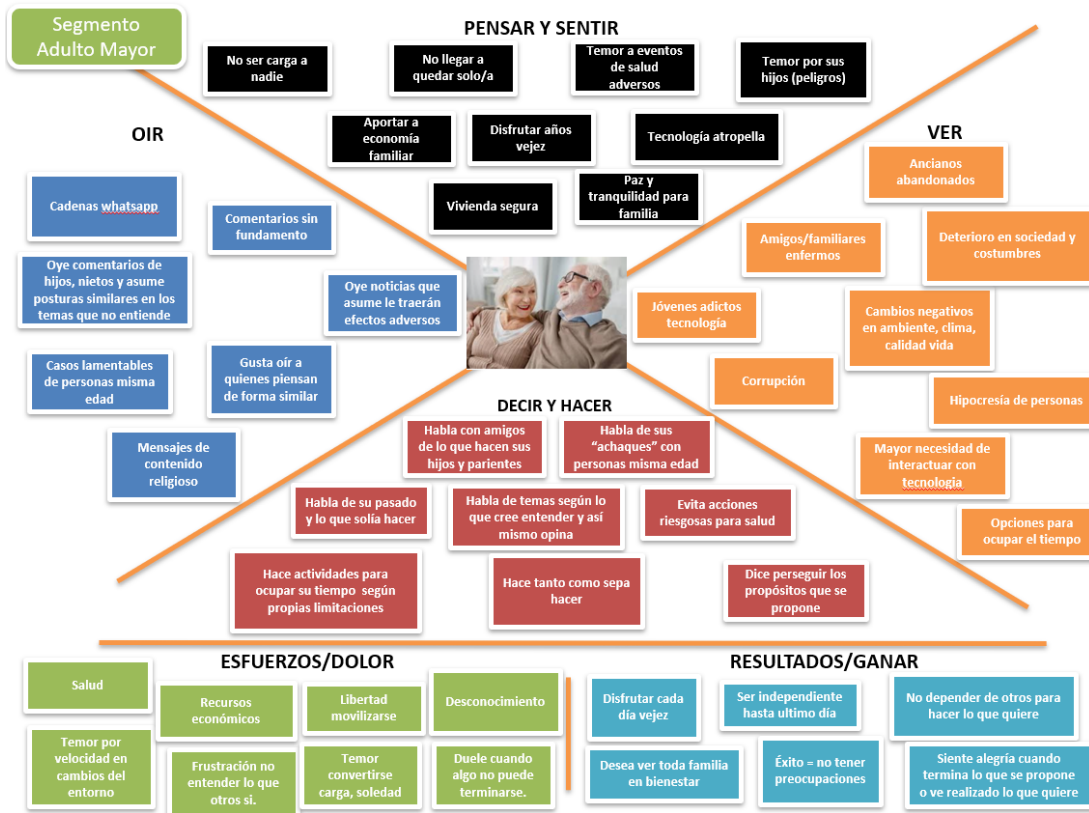 Segmento
Adulto Mayor
PENSAR Y SENTIR
No ser carga a
nadie
No llegar a
quedar solo/a
Temor a eventos
de salud
adversos
Temor por sus
hijos (peligros)
Aportar a
economía
familiar
Disfrutar años
vejez
Tecnología atropella
Vivienda segura
Paz y
tranquilidad para
familia
OIR
Cadenas whatsapp
Comentarios sin
fundamento
Oye comentarios de
hijos, nietos y asume
posturas similares en los
temas que no entiende
Oye noticias que
asume le traerán
efectos adversos
Casos lamentables
de personas misma
edad
Gusta oír a
quienes piensan
de forma similar
Mensajes de
contenido
religioso
VER
Ancianos
abandonados
Amigos/familiares
enfermos
Deterioro en sociedad y
costumbres
Jóvenes adictos
tecnología
Cambios negativos
en ambiente, clima,
calidad vida
Corrupción
Hipocresía de personas
Mayor necesidad de
interactuar con
tecnologia
Opciones para
ocupar el tiempo
DECIR Y HACER
Habla con amigos
de lo que hacen sus
hijos y parientes
Habla de sus
“achaques” con
personas misma edad
Habla de su pasado
y lo que solía hacer
Habla de temas según lo
que cree entender y así
mismo opina
Evita acciones
riesgosas para salud
Hace actividades para
ocupar su tiempo según
propias limitaciones
Hace tanto como sepa
hacer
Dice perseguir los
propósitos que se
propone
ESFUERZOS/DOLOR
Salud
Recursos
económicos
Libertad
movilizarse
Desconocimiento
Temor por
velocidad en
cambios del
entorno
Frustración no
entender lo que
otros si.
Temor
convertirse
carga, soledad
Duele cuando
algo no puede
terminarse.
RESULTADOS/GANAR
Disfrutar cada
día vejez
Ser independiente
hasta ultimo día
No depender de otros para
hacer lo que quiere
Desea ver toda familia
en bienestar
Éxito = no tener
preocupaciones
Siente alegría cuando
termina lo que se propone
o ve realizado lo que quiere